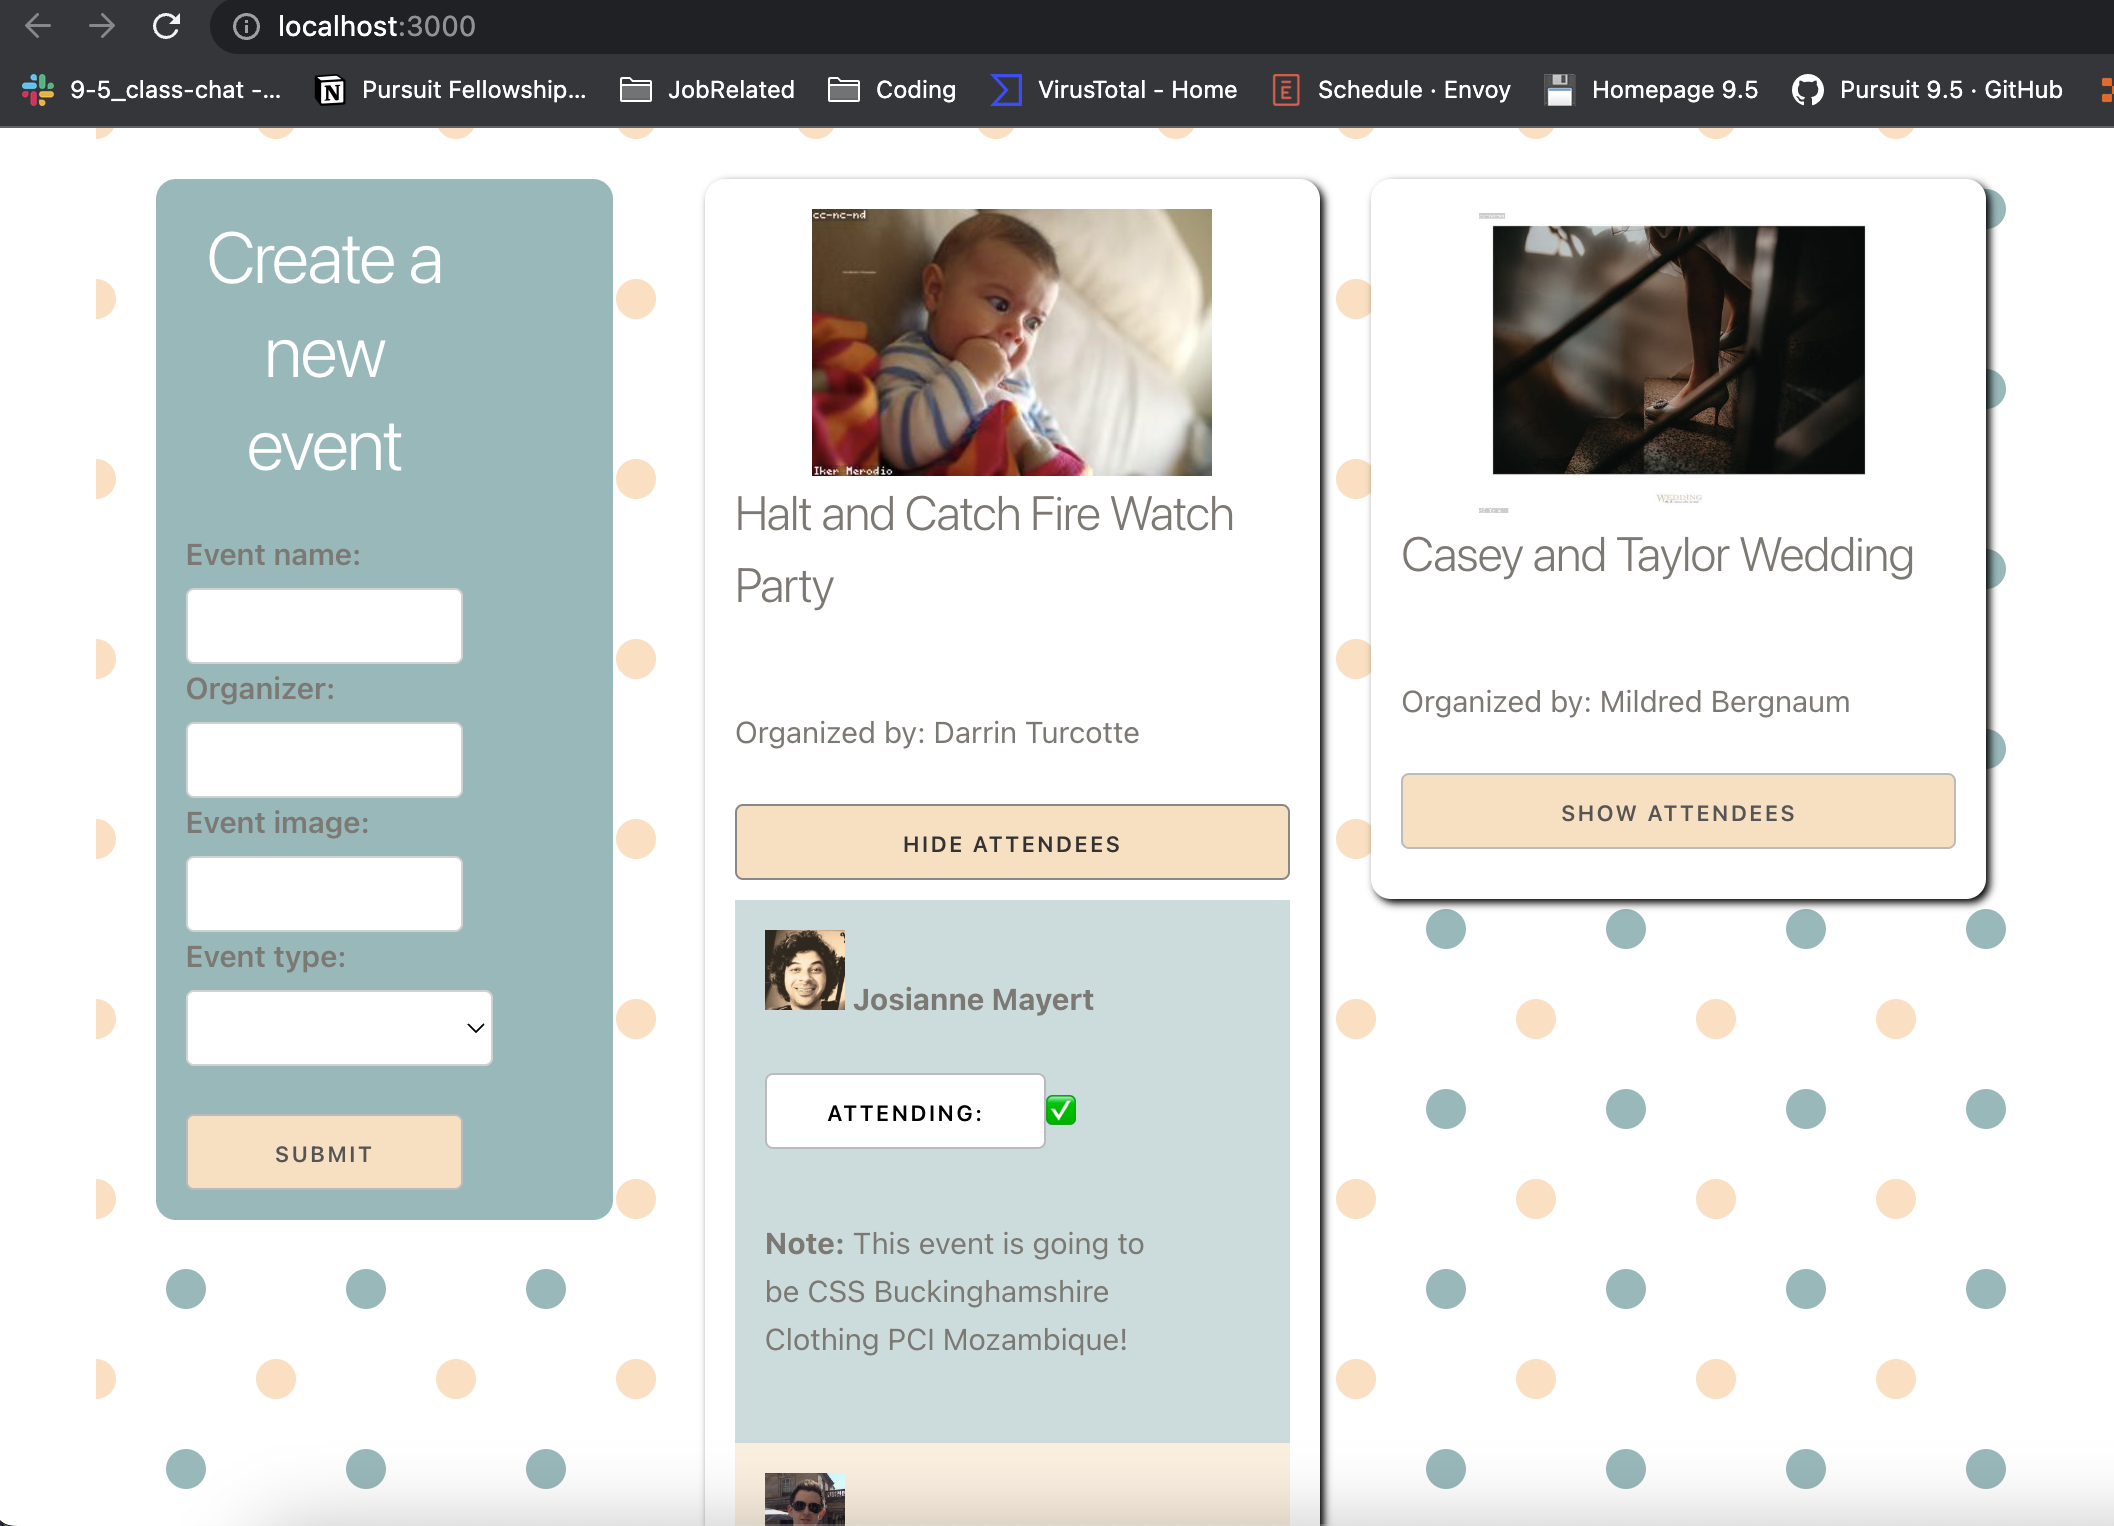 localhost:3000
9-5_class-chat -...
Pursuit Fellowship...
JobRelated
Coding
VirusTotal - Home
Schedule · Envoy
Homepage 9.5
Pursuit 9.5 · GitHub
Create a
new
event
Event name:
Organizer:
Event image:
Event type:
SUBMIT
cc-nc-nd
Iker Merodio
Halt and Catch Fire Watch
Party
Organized by: Darrin Turcotte
HIDE ATTENDEES
Josianne Mayert
ATTENDING:
Note: This event is going to
be CSS Buckinghamshire
Clothing PCI Mozambique!
WEDDING
Casey and Taylor Wedding
Organized by: Mildred Bergnaum
SHOW ATTENDEES